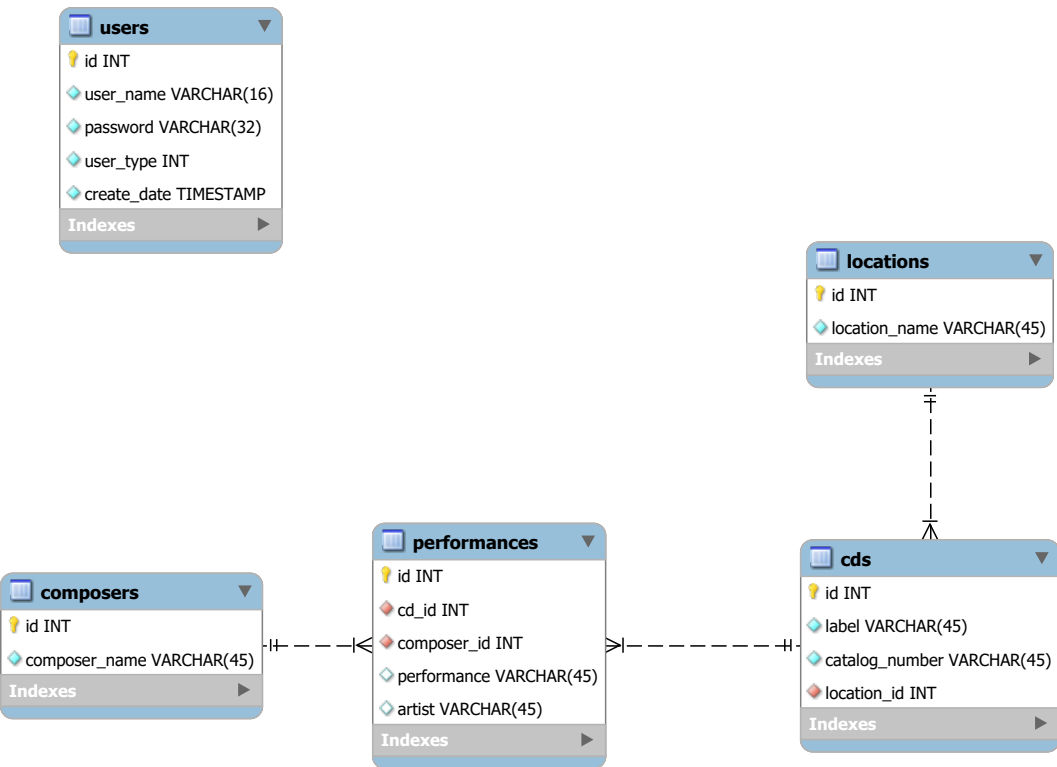 users
id INT
user_name VARCHAR(16)
password VARCHAR(32)
user_type INT
create_date TIMESTAMP
Indexes
locations
id INT
location_name VARCHAR(45)
Indexes
composers
id INT
composer_name VARCHAR(45)
Indexes
performances
id INT
cd_id INT
composer_id INT
performance VARCHAR(45)
artist VARCHAR(45)
Indexes
cds
id INT
label VARCHAR(45)
catalog_number VARCHAR(45)
location_id INT
Indexes